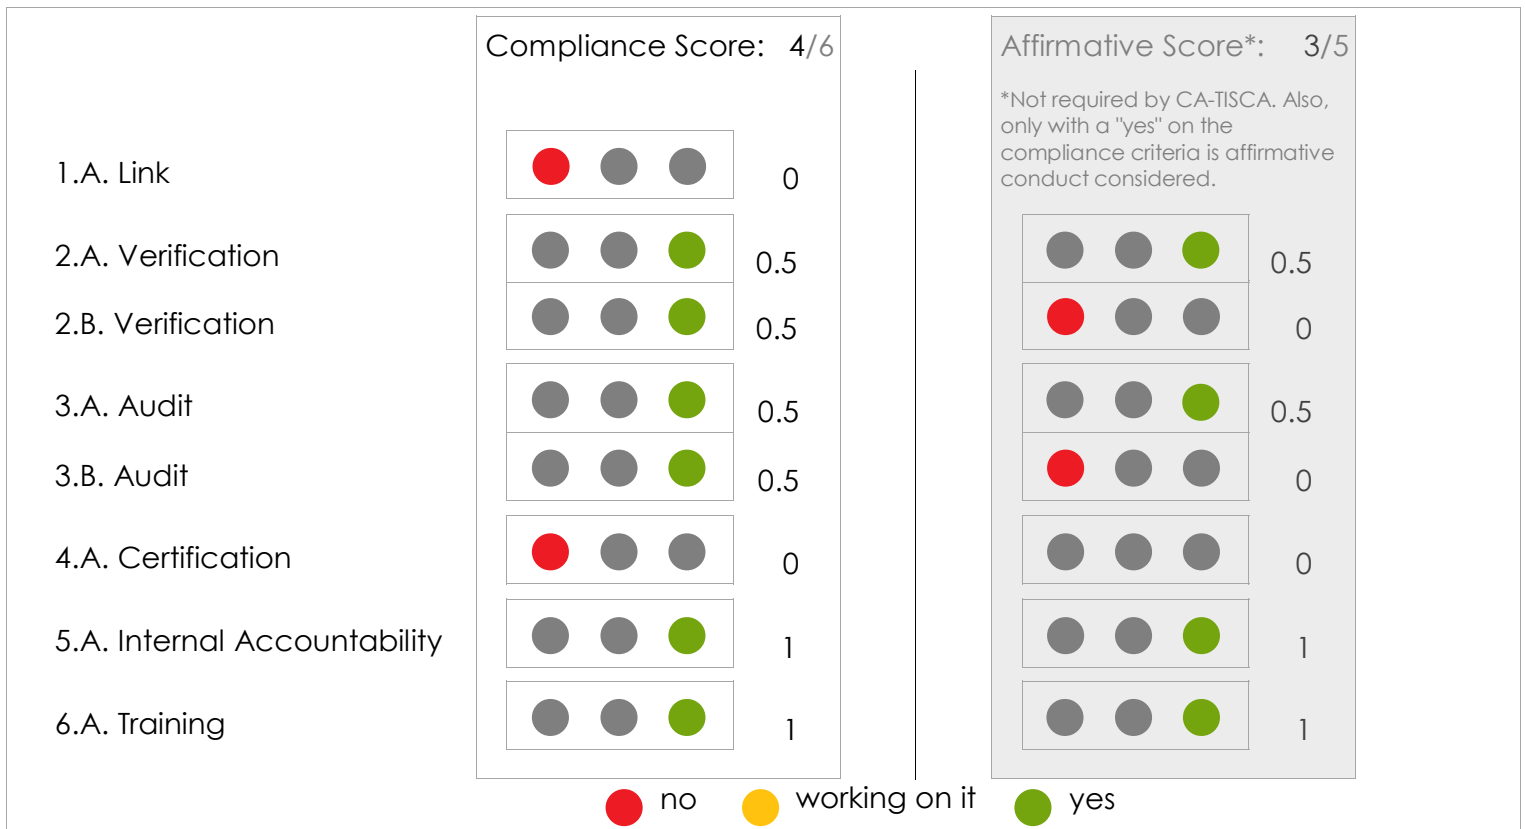 Compliance Score: 4/6
Affirmative Score*: 3/5
*Not required by CA-TISCA. Also,
only with a "yes" on the
compliance criteria is affirmative
conduct considered.
1.A. Link 0
2.A. Verification 0.5 0.5
2.B. Verification 0.5 0
3.A. Audit 0.5 0.5
3.B. Audit 0.5 0
4.A. Certification 0 0
5.A. Internal Accountability 1 1
6.A. Training 1 1
no working on it yes